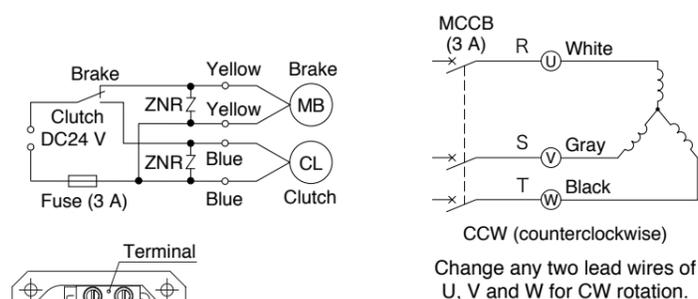 Brake
Clutch
DC24 V
Fuse (3 A)
ZNR
ZNR
Yellow
Yellow
Blue
Blue
Brake
MB
CL
Clutch
Terminal
MCCB
(3 A)
R
U
White
S
V
Gray
T
W
Black
CCW (counterclockwise)
Change any two lead wires of
U, V and W for CW rotation.